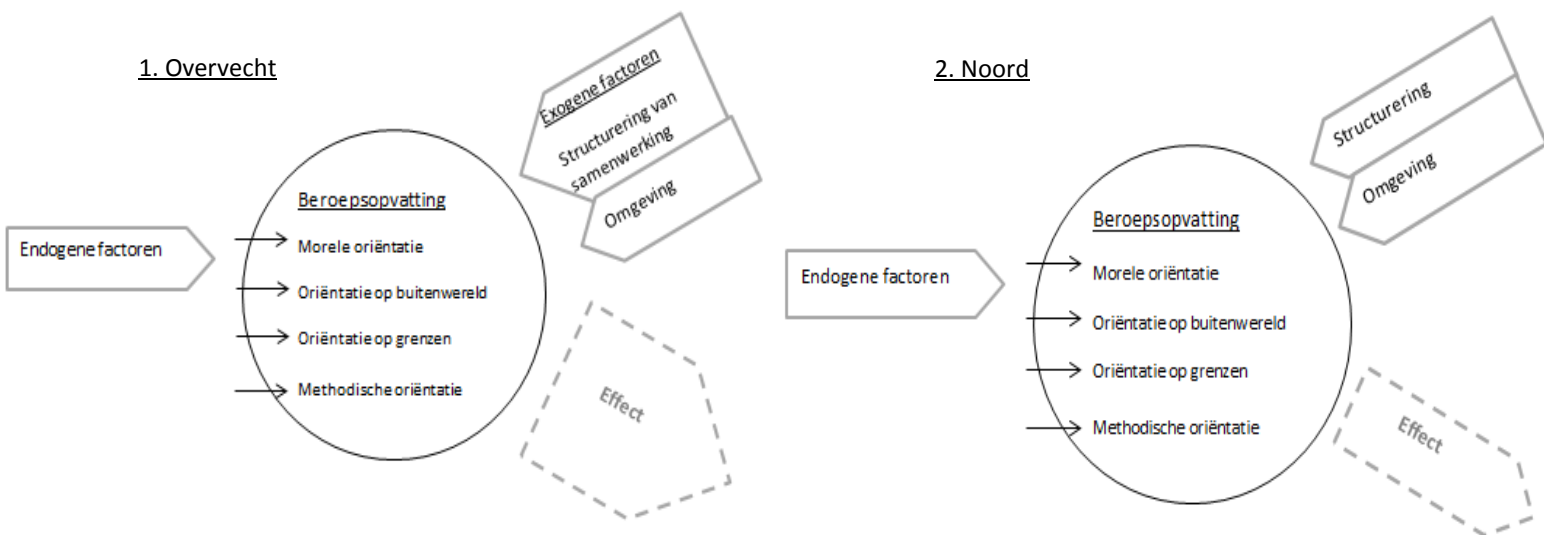 1. Overvecht
Exogene factoren
Structurering van
samenwerking
Omgeving
Beroepsopvatting
Endogene factoren
Morele oriëntatie
Oriëntatie op buitenwereld
Oriëntatie op grenzen
Methodische oriëntatie
Effect
2. Noord
Structurering
Omgeving
Beroepsopvatting
Endogene factoren
Morele oriëntatie
Oriëntatie op buitenwereld
Oriëntatie op grenzen
Methodische oriëntatie
Effect